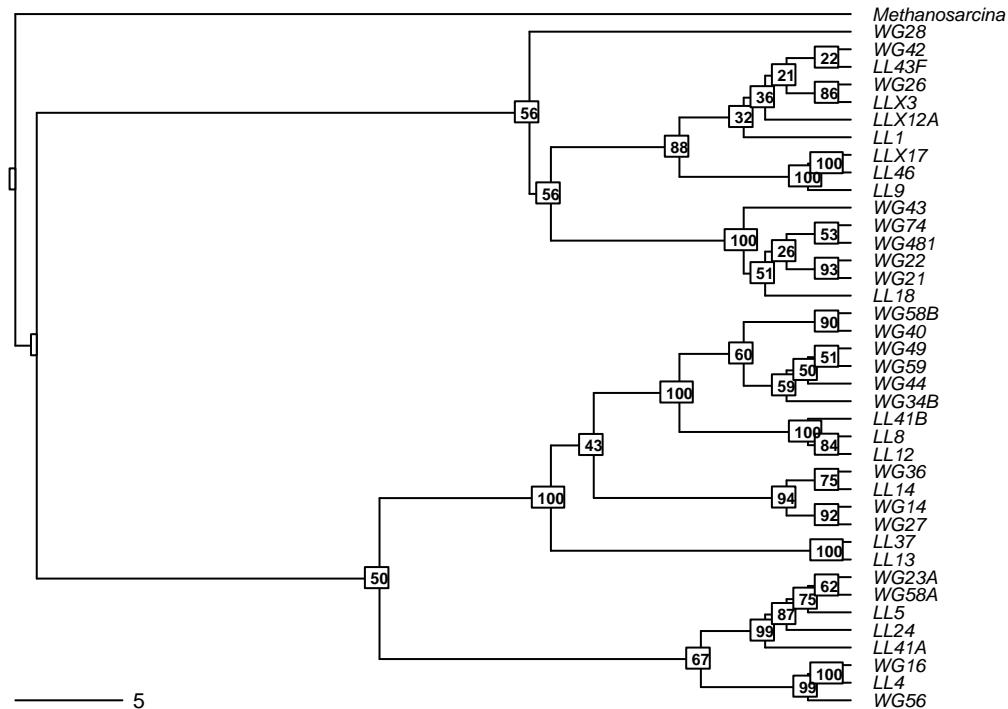 Methanosarcina
WG28
WG42
22
LL43F
21
WG26
36
86
LLX3
56
32
LLX12A
LL1
88
LLX17
100
LL46
100
LL9
56
WG43
WG74
53
100
WG481
26
WG22
51
93
WG21
LL18
WG58B
90
WG40
60
WG49
51
WG59
50
WG44
59
100
WG34B
LL41B
100
LL8
43
84
LL12
WG36
75
LL14
100
94
WG14
92
WG27
LL37
100
LL13
50
WG23A
62
WG58A
75
LL5
87
LL24
99
LL41A
67
WG16
100
LL4
99
WG56
5